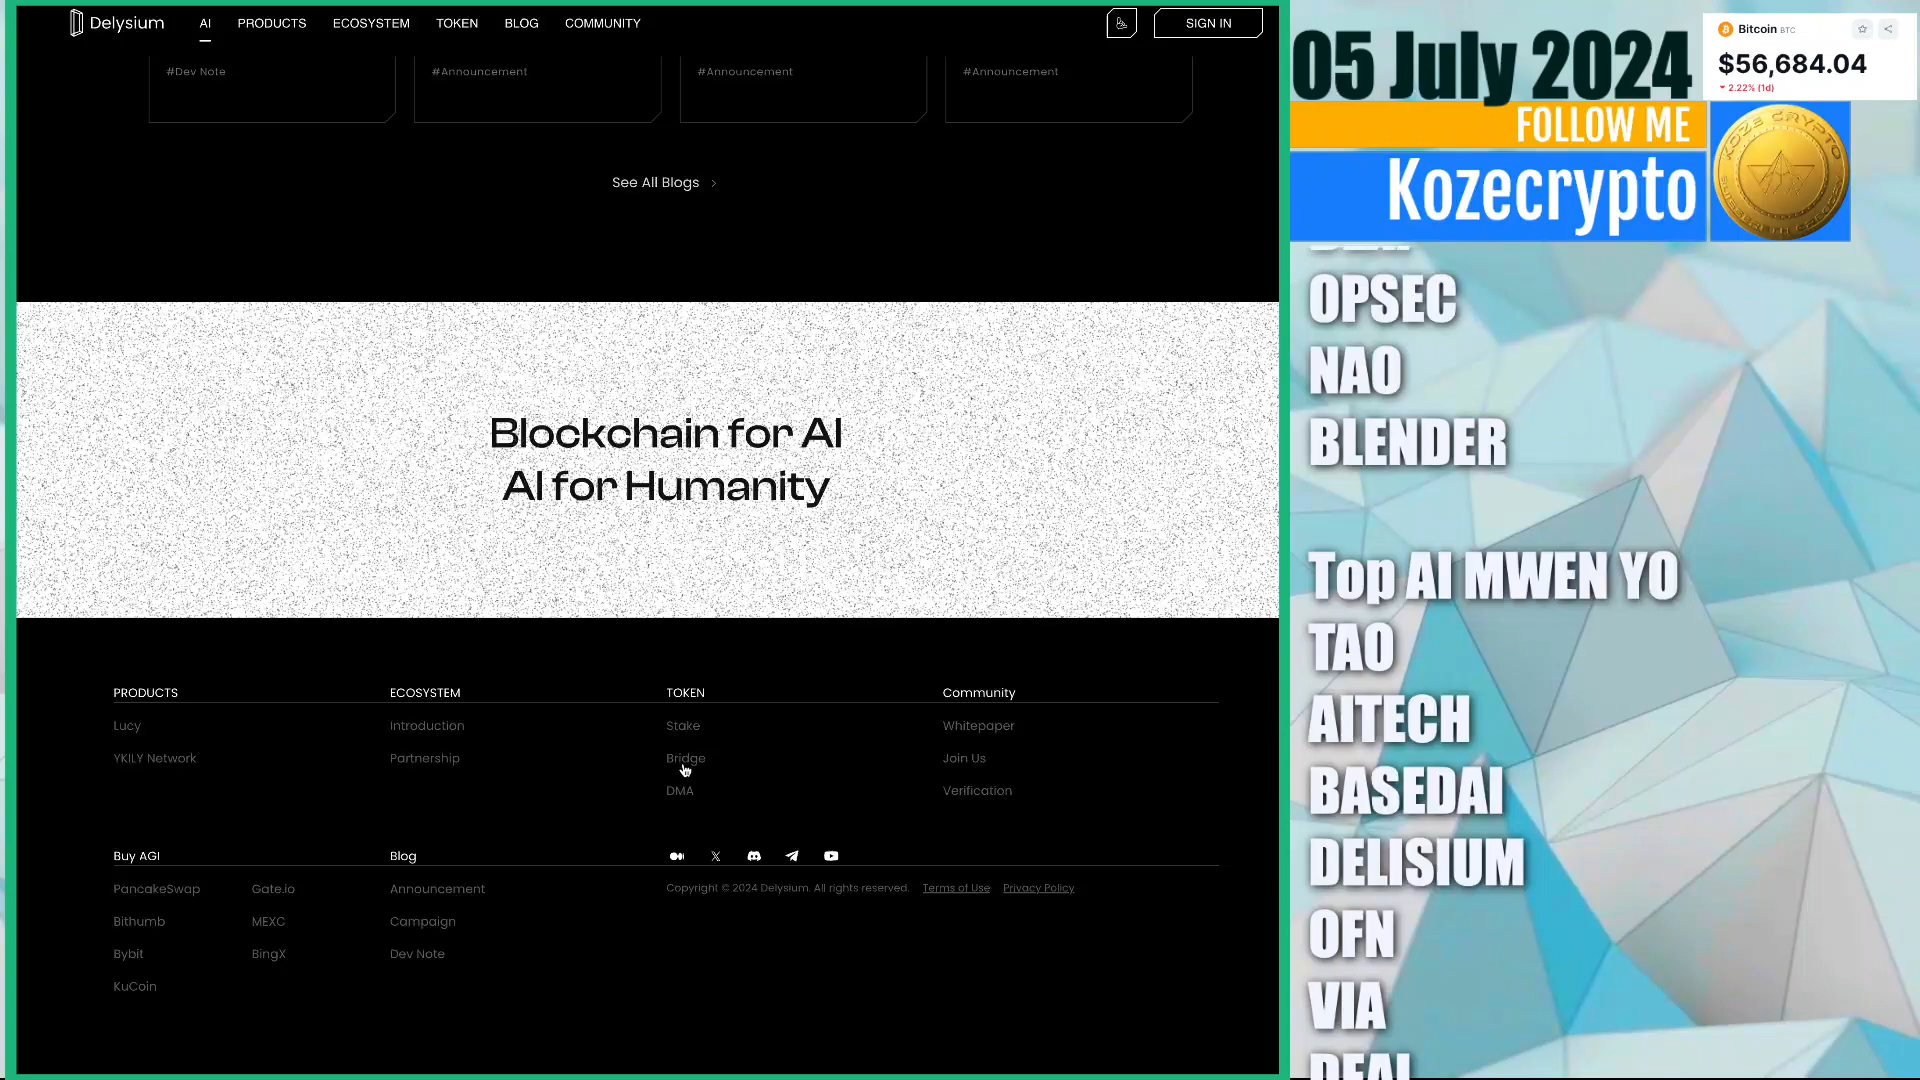 Delysium
AI
PRODUCTS
ECOSYSTEM
TOKEN
BLOG
COMMUNITY
SIGN IN
#Dev Note
#Announcement
#Announcement
#Announcement
See All Blogs
Blockchain for AI
AI for Humanity
PRODUCTS
Lucy
YKILY Network
ECOSYSTEM
Introduction
Partnership
TOKEN
Stake
Bridge
DMA
Community
Whitepaper
Join Us
Verification
Buy AGI
PancakeSwap
Gate.io
Bithumb
MEXC
Bybit
BingX
KuCoin
Blog
Announcement
Campaign
Dev Note
Copyright © 2024 Delysium. All rights reserved.
Terms of Use
Privacy Policy
05 July 2024
Bitcoin BTC
$56,684.04
2.22% (1d)
FOLLOW ME
Kozecrypto
KOZE CRYPTO
OPSEC
NAO
BLENDER
Top AI MWEN YO
TAO
AITECH
BASEDAI
DELISIUM
OFN
VIA